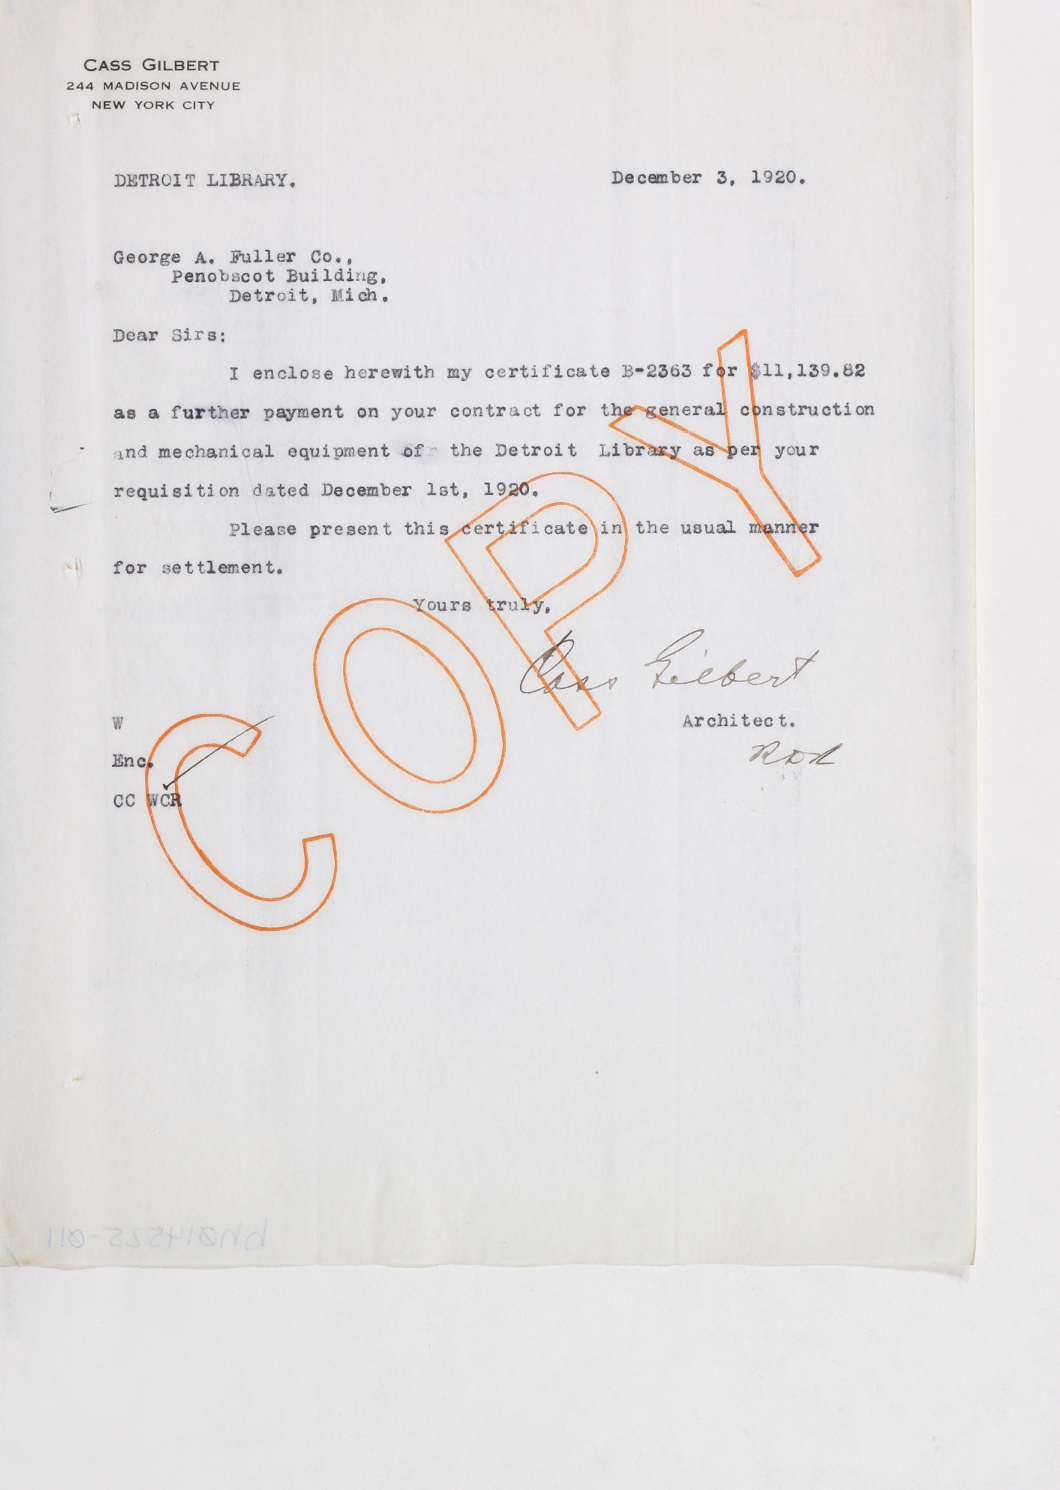 CASS GILBERT
244 MADISON AVENUE
NEW YORK CITY
DETROIT LIBRARY. December 3, 1920.
George A. Fuller Co.,
Penobscot Building,
Detroit, Mich.
Dear Sirs:
I enclose herewith my certificate B-2363 for $11,139.82
as a further payment on your contract for the general construction
and mechanical equipment of the Detroit Library as per your
requisition dated December 1st, 1920.
Please present this certificate in the usual manner
for settlement.
Yours truly,
Cass Gilbert
W Architect.
Enc.
CC WCR
COPY